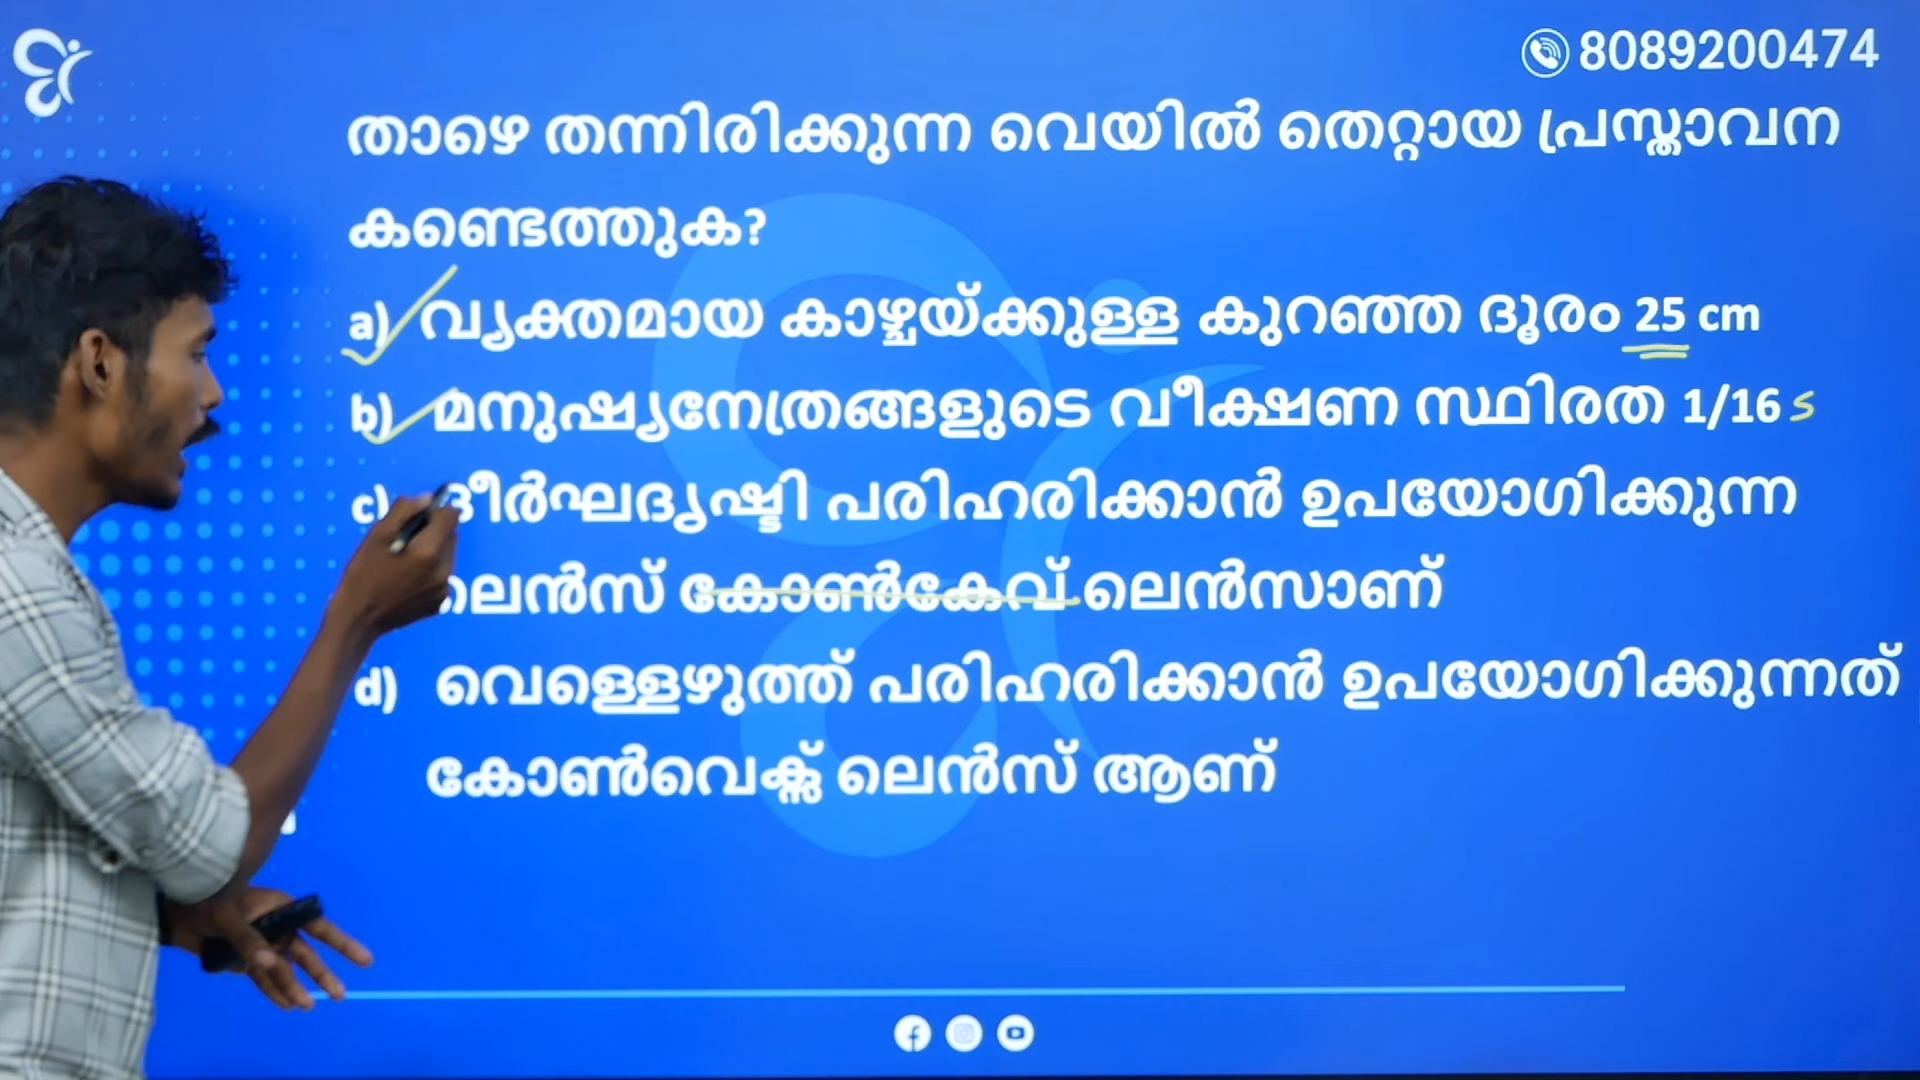 8089200474
താഴെ തന്നിരിക്കുന്ന വെയിൽ തെറ്റായ പ്രസ്താവന
കണ്ടെത്തുക?
a) വ്യക്തമായ കാഴ്ചയ്ക്കുള്ള കുറഞ്ഞ ദൂരം 25 cm
b) മനുഷ്യനേത്രങ്ങളുടെ വീക്ഷണ സ്ഥിരത 1/16 s
c) ദീർഘദൃഷ്ടി പരിഹരിക്കാൻ ഉപയോഗിക്കുന്ന
ലെൻസ് കോൺകേവ് ലെൻസാണ്
d) വെള്ളെഴുത്ത് പരിഹരിക്കാൻ ഉപയോഗിക്കുന്നത്
കോൺവെക്സ് ലെൻസ് ആണ്